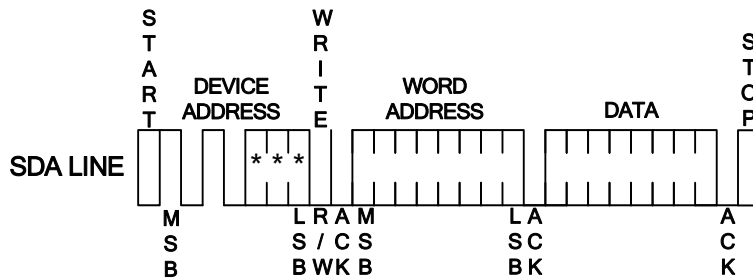 START
WRITE
STOP
DEVICE
ADDRESS
WORD
ADDRESS
DATA
SDA LINE
* * *
MSB
LSB
R/W
ACK
MSB
LSB
ACK
ACK